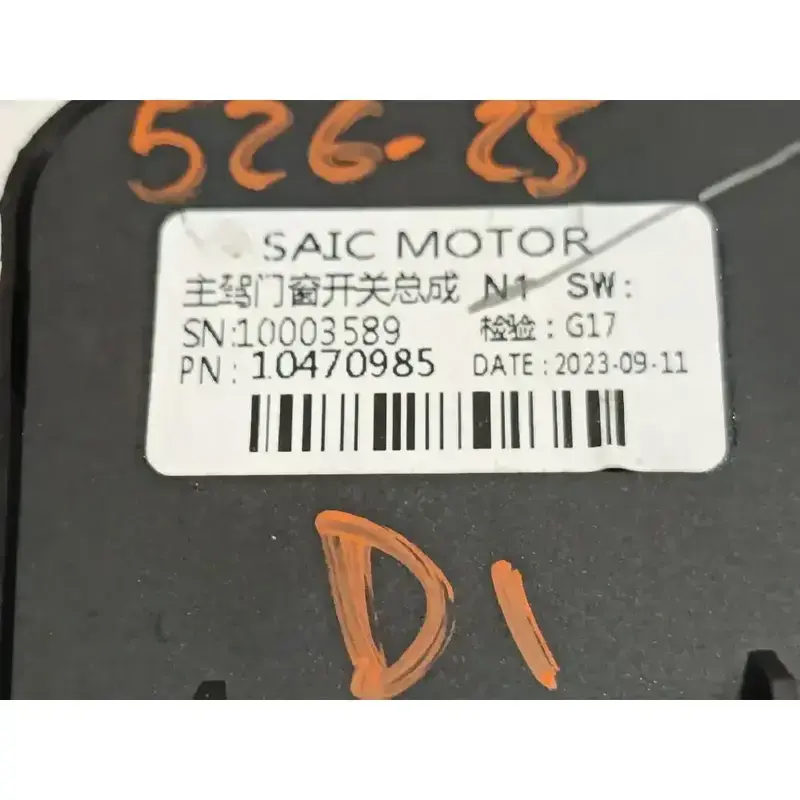 526-25
SAIC MOTOR
主驾门窗开关总成 N1 SW:
SN:10003589 检验：G17
PN: 10470985 DATE：2023-09-11
D1